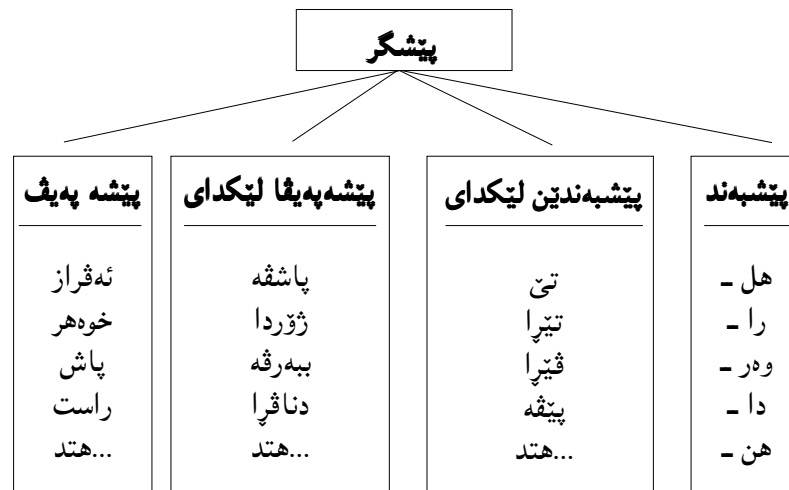 پێشگر
پێشبەند
هل ـ
را ـ
وەر ـ
دا ـ
هن ـ
پێشبەندێن لێکدای
تێ
تێڕا
ڤێڕا
پێڤە
هتد...
پێشەپەیڤا لێکدای
پاشڤە
ژۆردا
ببەرڤە
دناڤڕا
هتد...
پێشە پەیڤ
ئەڤراز
خوەهر
پاش
راست
هتد...